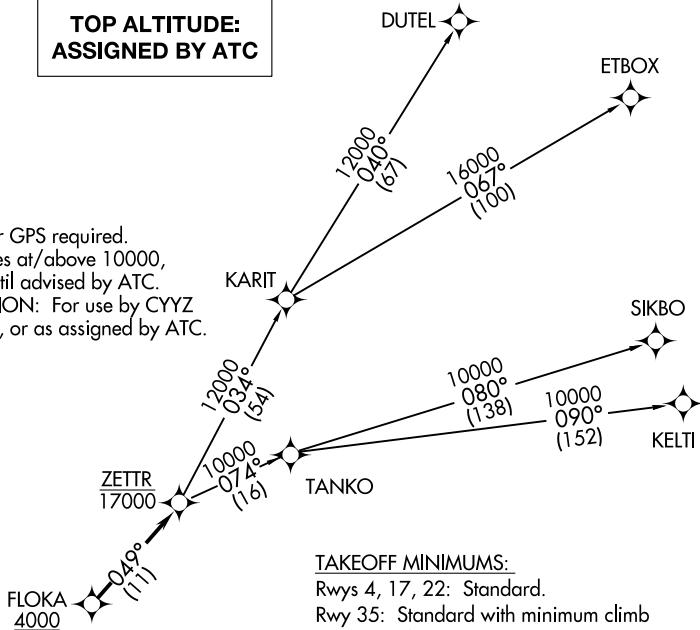 TOP ALTITUDE:
ASSIGNED BY ATC
DUTEL
ETBOX
12000
040°
(67)
16000
067°
(100)
r GPS required.
es at/above 10000,
til advised by ATC.
ION: For use by CYYZ
, or as assigned by ATC.
KARIT
SIKBO
12000
034°
(54)
10000
080°
(138)
10000
090°
(152)
KELTI
ZETTR
17000
10000
074°
(16)
TANKO
049°
(11)
FLOKA
4000
TAKEOFF MINIMUMS:
Rwys 4, 17, 22: Standard.
Rwy 35: Standard with minimum climb